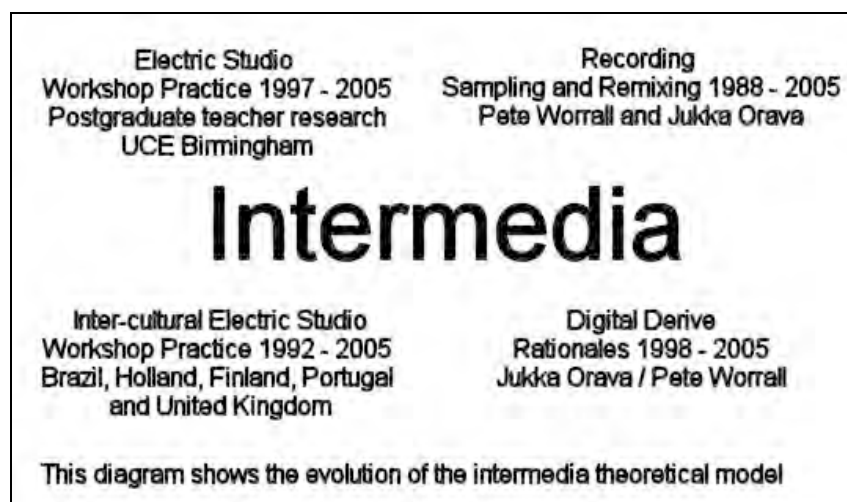 Electric Studio
Workshop Practice 1997 - 2005
Postgraduate teacher research
UCE Birmingham
Recording
Sampling and Remixing 1988 - 2005
Pete Worrall and Jukka Orava
Intermedia
Inter-cultural Electric Studio
Workshop Practice 1992 - 2005
Brazil, Holland, Finland, Portugal
and United Kingdom
Digital Derive
Rationales 1998 - 2005
Jukka Orava / Pete Worrall
This diagram shows the evolution of the intermedia theoretical model